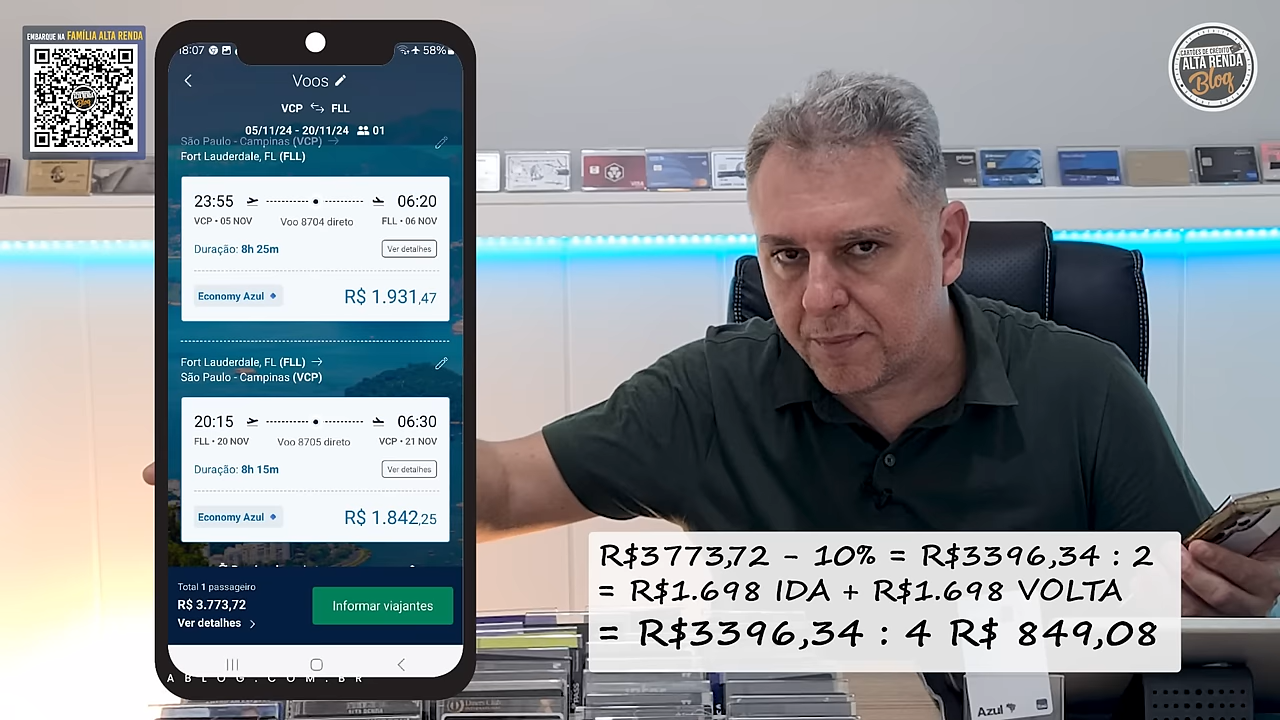 EMBARQUE NA FAMÍLIA ALTA RENDA
CARTÕES DE CRÉDITO
ALTA RENDA
Blog
18:07
58%
Voos
VCP FLL
05/11/24 - 20/11/24 01
São Paulo - Campinas (VCP) →
Fort Lauderdale, FL (FLL)
23:55 06:20
VCP • 05 NOV Voo 8704 direto FLL • 06 NOV
Duração: 8h 25m Ver detalhes
Economy Azul R$ 1.931,47
Fort Lauderdale, FL (FLL) →
São Paulo - Campinas (VCP)
20:15 06:30
FLL • 20 NOV Voo 8705 direto VCP • 21 NOV
Duração: 8h 15m Ver detalhes
Economy Azul R$ 1.842,25
Total 1 passageiro
R$ 3.773,72
Ver detalhes
Informar viajantes
ABLOG.COM.BR
R$3773,72 - 10% = R$3396,34 : 2
= R$1.698 IDA + R$1.698 VOLTA
= R$3396,34 : 4 R$ 849,08
Azul
prime
VISA
VISA